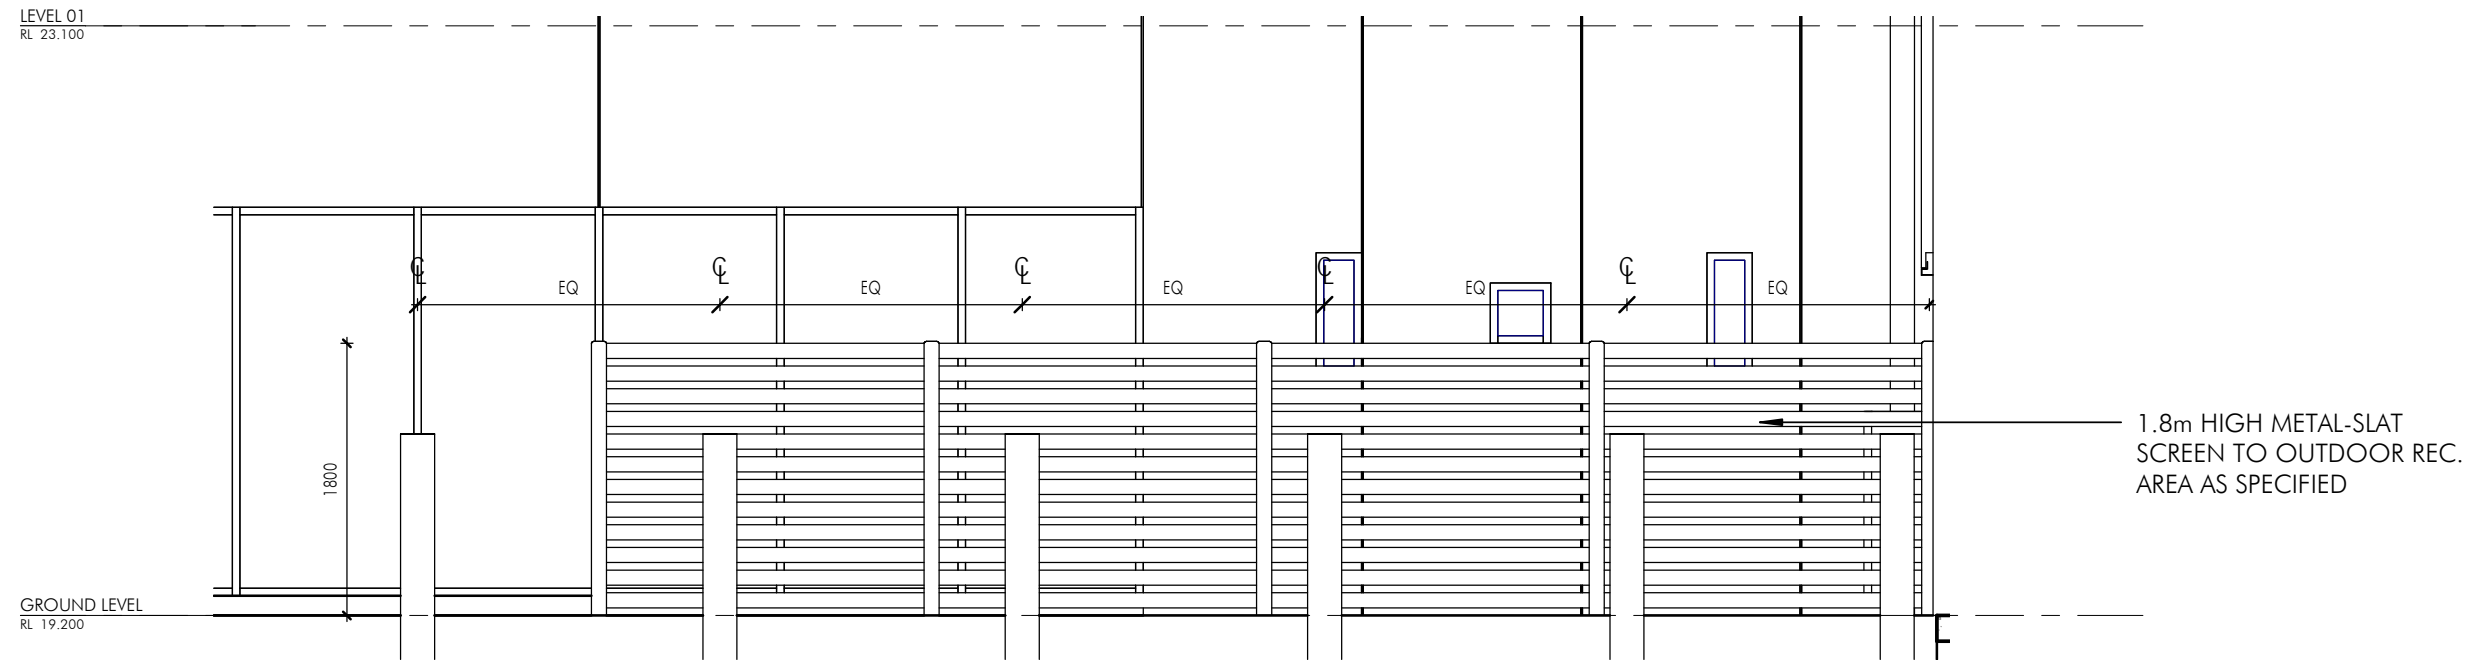 LEVEL 01
RL 23.100
℄ ℄ ℄ ℄ ℄
EQ EQ EQ EQ EQ
1800
1.8m HIGH METAL-SLAT
SCREEN TO OUTDOOR REC.
AREA AS SPECIFIED
GROUND LEVEL
RL 19.200